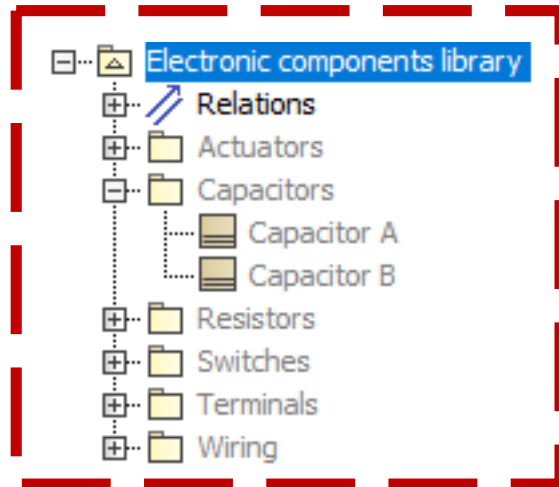 Electronic components library
Relations
Actuators
Capacitors
Capacitor A
Capacitor B
Resistors
Switches
Terminals
Wiring